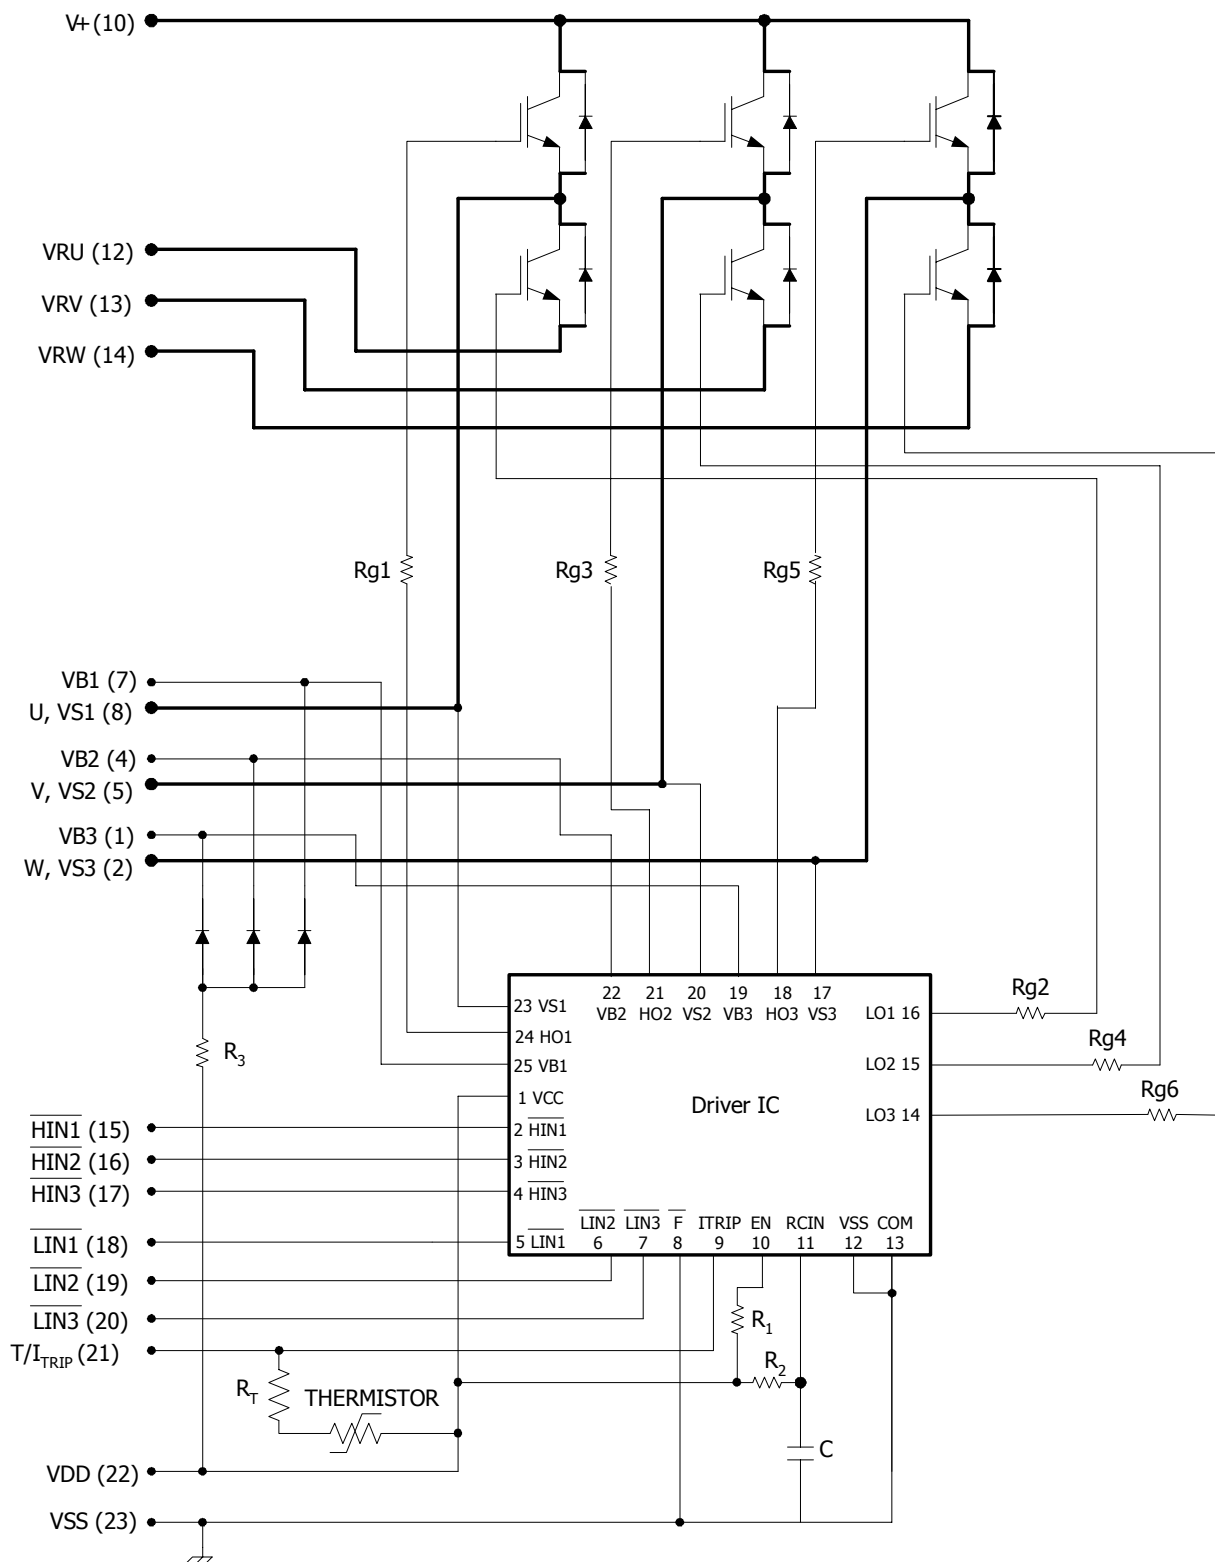 V+ (10)
VRU (12)
VRV (13)
VRW (14)
Rg1
Rg3
Rg5
VB1 (7)
U, VS1 (8)
VB2 (4)
V, VS2 (5)
VB3 (1)
W, VS3 (2)
22 21 20 19 18 17
VB2 HO2 VS2 VB3 HO3 VS3
23 VS1
24 HO1
25 VB1
1 VCC
2 HIN1
3 HIN2
4 HIN3
5 LIN1
Driver IC
LO1 16
LO2 15
LO3 14
Rg2
Rg4
Rg6
R3
LIN2 LIN3 F ITRIP EN RCIN VSS COM
6 7 8 9 10 11 12 13
HIN1 (15)
HIN2 (16)
HIN3 (17)
LIN1 (18)
LIN2 (19)
LIN3 (20)
T/ITRIP (21)
R1
R2
RT
THERMISTOR
C
VDD (22)
VSS (23)